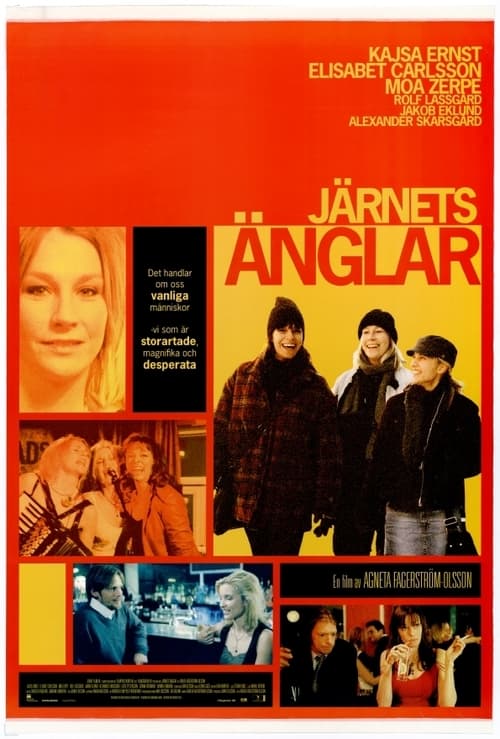 KAJSA ERNST
ELISABET CARLSSON
MOA ZERPE
ROLF LASSGÅRD
JAKOB EKLUND
ALEXANDER SKARSGÅRD
JÄRNETS
ÄNGLAR
Det handlar
om oss
vanliga
människor
-vi som är
storartade,
magnifika och
desperata
En film av AGNETA FAGERSTRÖM-OLSSON